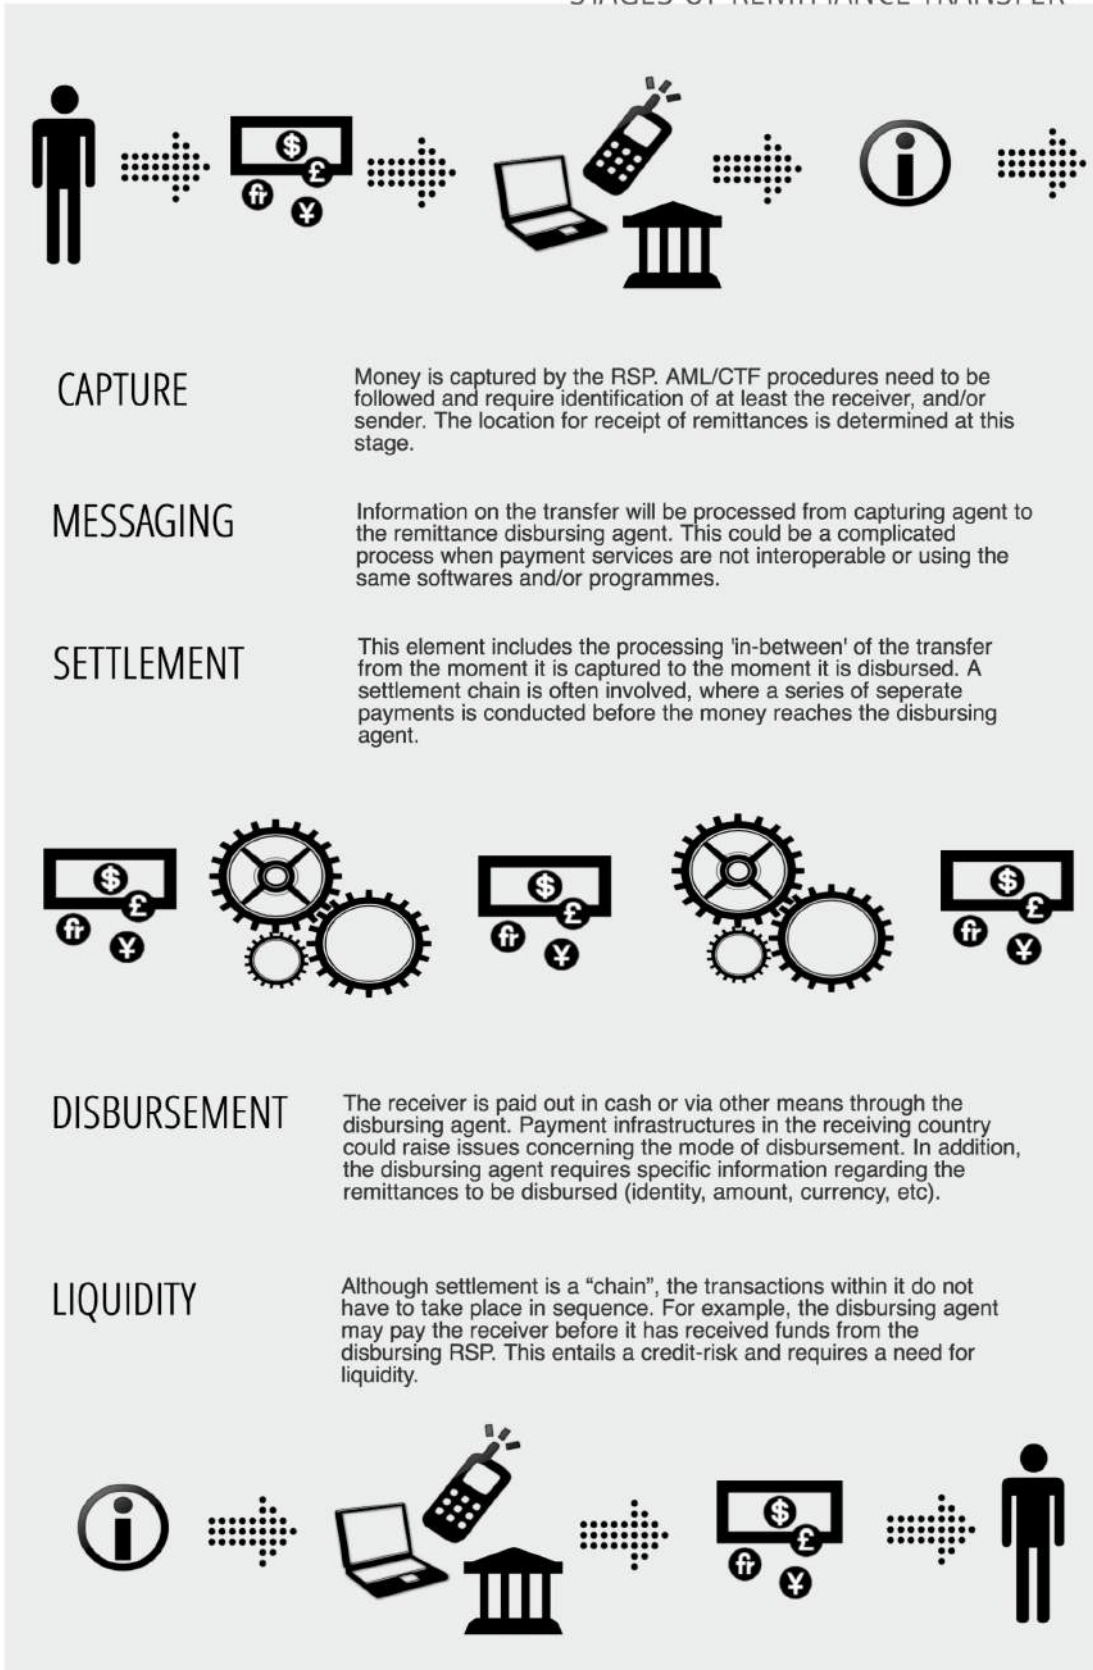 STAGES OF REMITTANCE TRANSFER
$
£
fr
¥
i
CAPTURE
Money is captured by the RSP. AML/CTF procedures need to be
followed and require identification of at least the receiver, and/or
sender. The location for receipt of remittances is determined at this
stage.
MESSAGING
Information on the transfer will be processed from capturing agent to
the remittance disbursing agent. This could be a complicated
process when payment services are not interoperable or using the
same softwares and/or programmes.
SETTLEMENT
This element includes the processing 'in-between' of the transfer
from the moment it is captured to the moment it is disbursed. A
settlement chain is often involved, where a series of seperate
payments is conducted before the money reaches the disbursing
agent.
$
£
fr
¥
$
£
fr
¥
$
£
fr
¥
DISBURSEMENT
The receiver is paid out in cash or via other means through the
disbursing agent. Payment infrastructures in the receiving country
could raise issues concerning the mode of disbursement. In addition,
the disbursing agent requires specific information regarding the
remittances to be disbursed (identity, amount, currency, etc).
LIQUIDITY
Although settlement is a “chain”, the transactions within it do not
have to take place in sequence. For example, the disbursing agent
may pay the receiver before it has received funds from the
disbursing RSP. This entails a credit-risk and requires a need for
liquidity.
i
$
£
fr
¥